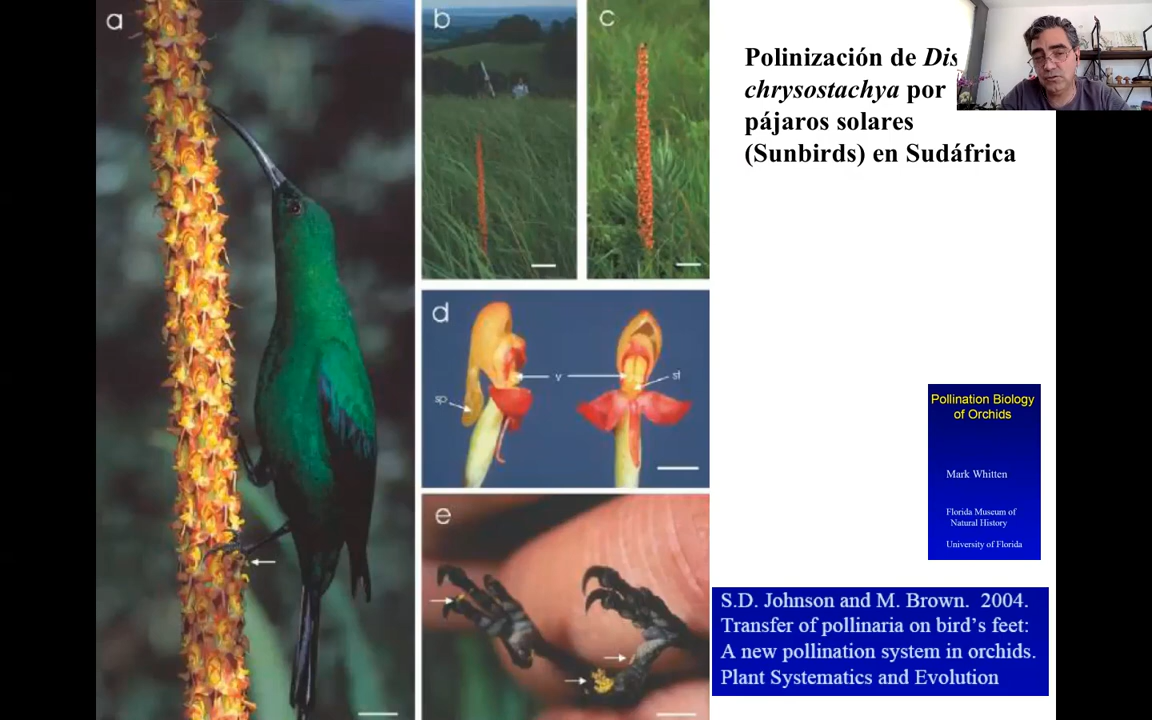 a
b
c
d
v
st
sp
e
Polinización de Dis
chrysostachya por
pájaros solares
(Sunbirds) en Sudáfrica
Pollination Biology
of Orchids
Mark Whitten
Florida Museum of
Natural History
University of Florida
S.D. Johnson and M. Brown. 2004.
Transfer of pollinaria on bird's feet:
A new pollination system in orchids.
Plant Systematics and Evolution